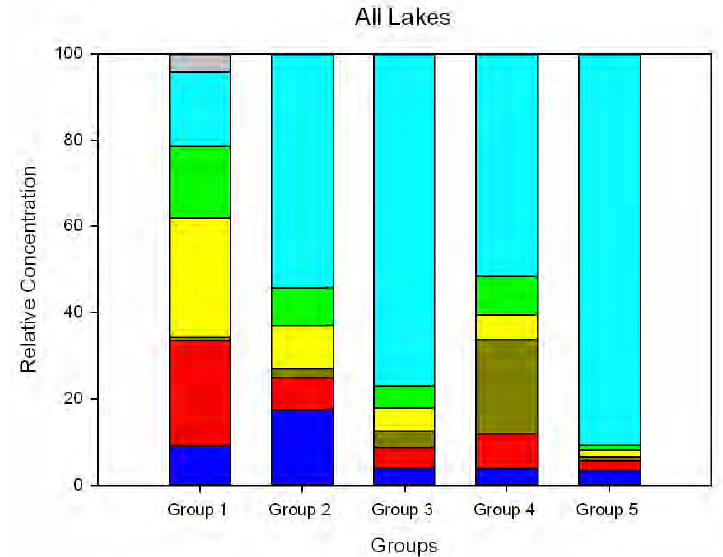 All Lakes
100
80
60
40
20
0
Relative Concentration
Group 1 Group 2 Group 3 Group 4 Group 5
Groups